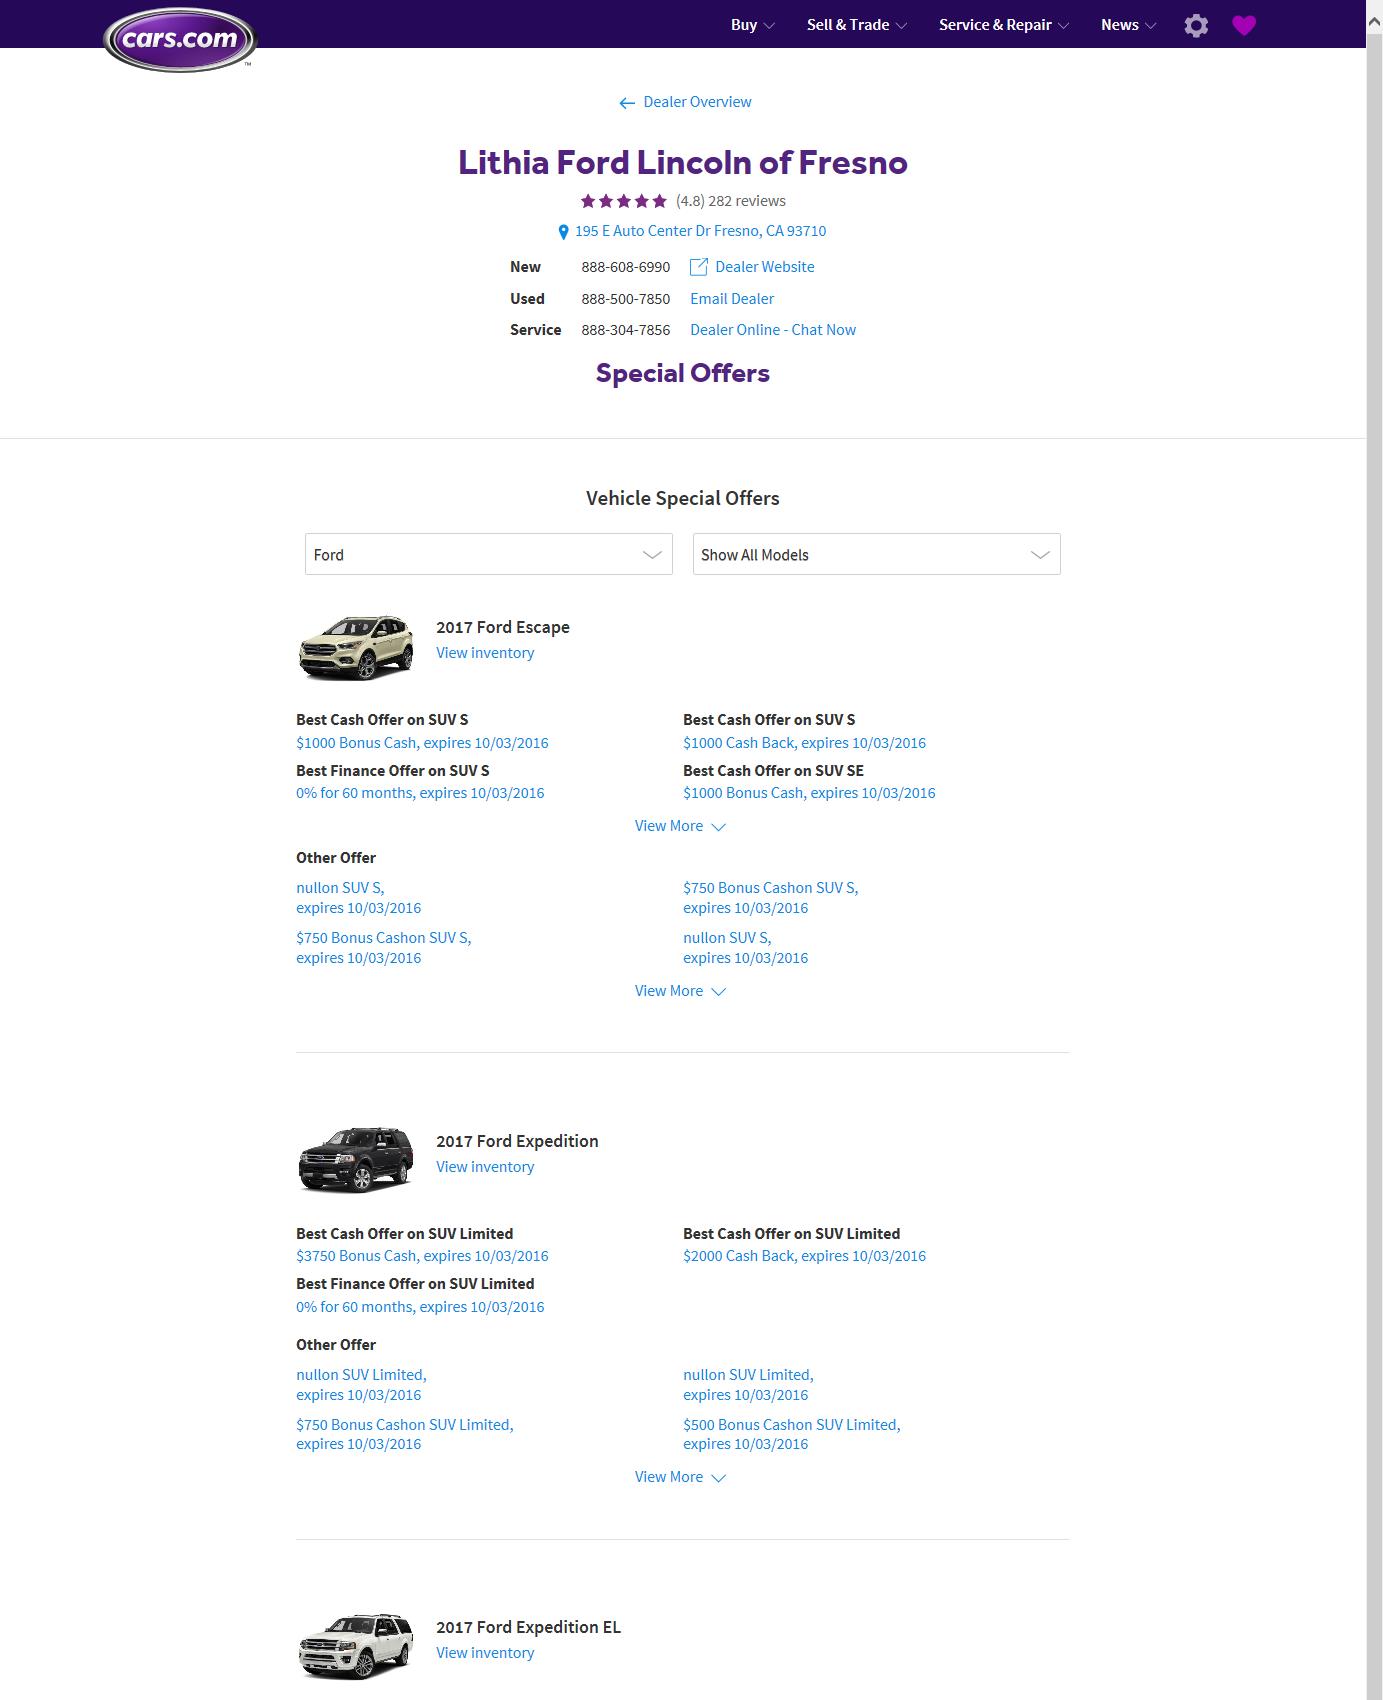 cars.com
™
Buy Sell & Trade Service & Repair News
Dealer Overview
Lithia Ford Lincoln of Fresno
(4.8) 282 reviews
195 E Auto Center Dr Fresno, CA 93710
New 888-608-6990 Dealer Website
Used 888-500-7850 Email Dealer
Service 888-304-7856 Dealer Online - Chat Now
Special Offers
Vehicle Special Offers
Ford Show All Models
2017 Ford Escape
View inventory
Best Cash Offer on SUV S Best Cash Offer on SUV S
$1000 Bonus Cash, expires 10/03/2016 $1000 Cash Back, expires 10/03/2016
Best Finance Offer on SUV S Best Cash Offer on SUV SE
0% for 60 months, expires 10/03/2016 $1000 Bonus Cash, expires 10/03/2016
View More
Other Offer
nullon SUV S, $750 Bonus Cashon SUV S,
expires 10/03/2016 expires 10/03/2016
$750 Bonus Cashon SUV S, nullon SUV S,
expires 10/03/2016 expires 10/03/2016
View More
2017 Ford Expedition
View inventory
Best Cash Offer on SUV Limited Best Cash Offer on SUV Limited
$3750 Bonus Cash, expires 10/03/2016 $2000 Cash Back, expires 10/03/2016
Best Finance Offer on SUV Limited
0% for 60 months, expires 10/03/2016
Other Offer
nullon SUV Limited, nullon SUV Limited,
expires 10/03/2016 expires 10/03/2016
$750 Bonus Cashon SUV Limited, $500 Bonus Cashon SUV Limited,
expires 10/03/2016 expires 10/03/2016
View More
2017 Ford Expedition EL
View inventory